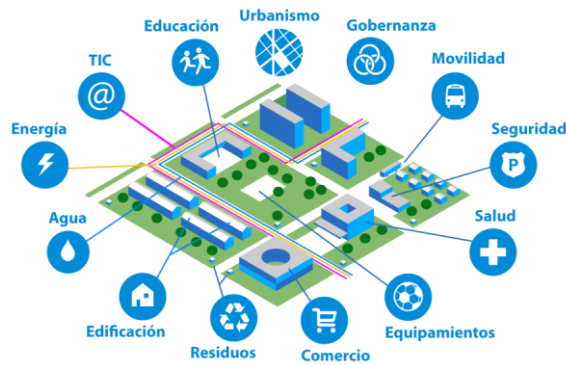 Urbanismo
Educación
Gobernanza
TIC
@
Movilidad
Energía
Seguridad
P
Agua
Salud
Edificación
Equipamientos
Residuos
Comercio